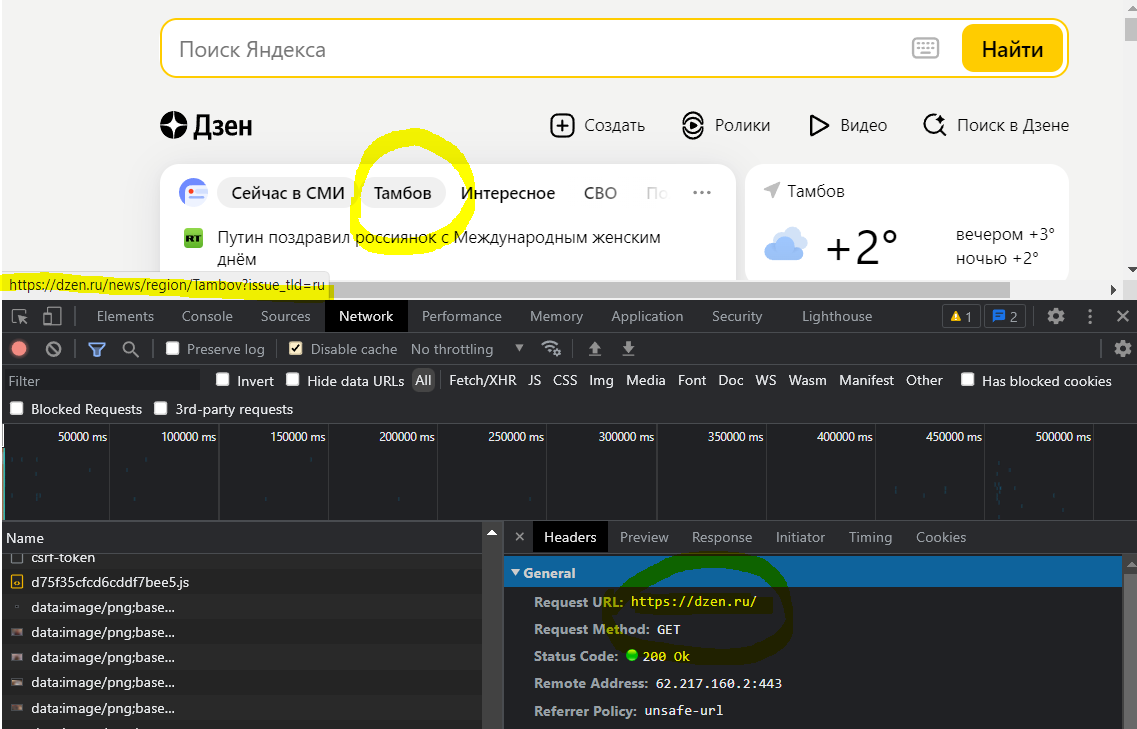 Поиск Яндекса
Найти
Дзен
Создать
Ролики
Видео
Поиск в Дзене
Сейчас в СМИ
Тамбов
Интересное
СВО
По
...
RT
Путин поздравил россиянок с Международным женским
днём
Тамбов
+2°
вечером +3°
ночью +2°
https://dzen.ru/news/region/Tambov?issue_tld=ru
Elements
Console
Sources
Network
Performance
Memory
Application
Security
Lighthouse
1
2
Preserve log
Disable cache
No throttling
Filter
Invert
Hide data URLs
All
Fetch/XHR
JS
CSS
Img
Media
Font
Doc
WS
Wasm
Manifest
Other
Has blocked cookies
Blocked Requests
3rd-party requests
50000 ms
100000 ms
150000 ms
200000 ms
250000 ms
300000 ms
350000 ms
400000 ms
450000 ms
500000 ms
Name
csrf-token
d75f35cfcd6cddf7bee5.js
data:image/png;base...
data:image/png;base...
data:image/png;base...
data:image/png;base...
data:image/png;base...
Headers
Preview
Response
Initiator
Timing
Cookies
General
Request URL: https://dzen.ru/
Request Method: GET
Status Code: 200 Ok
Remote Address: 62.217.160.2:443
Referrer Policy: unsafe-url